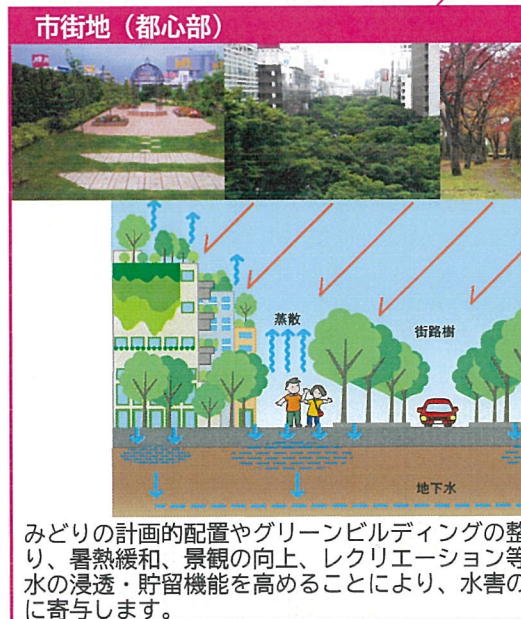 市街地（都心部）
蒸散
街路樹
地下水
みどりの計画的配置やグリーンビルディングの整
り、暑熱緩和、景観の向上、レクリエーション等
水の浸透・貯留機能を高めることにより、水害の
に寄与します。